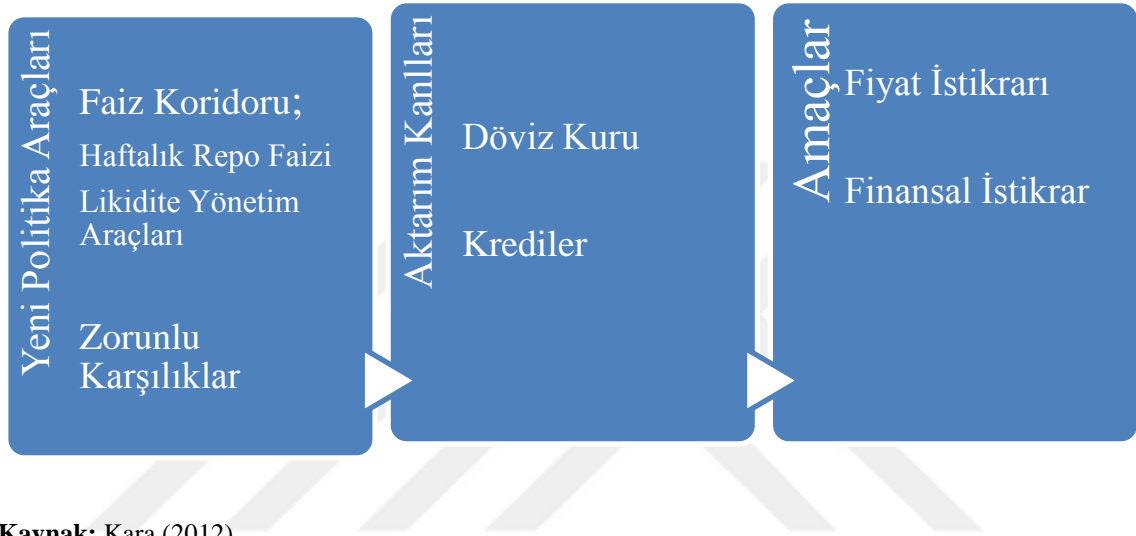 Yeni Politika Araçları
Faiz Koridoru;
Haftalık Repo Faizi
Likidite Yönetim
Araçları
Zorunlu
Karşılıklar
Aktarım Kanlları
Döviz Kuru
Krediler
Amaçlar
Fiyat İstikrarı
Finansal İstikrar
Kaynak: Kara (2012)